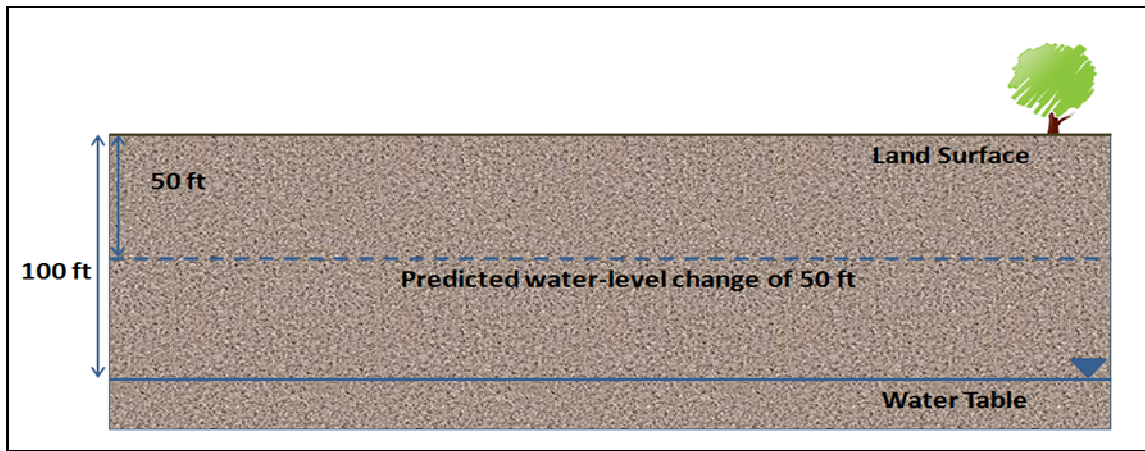 Land Surface
50 ft
100 ft
Predicted water-level change of 50 ft
Water Table